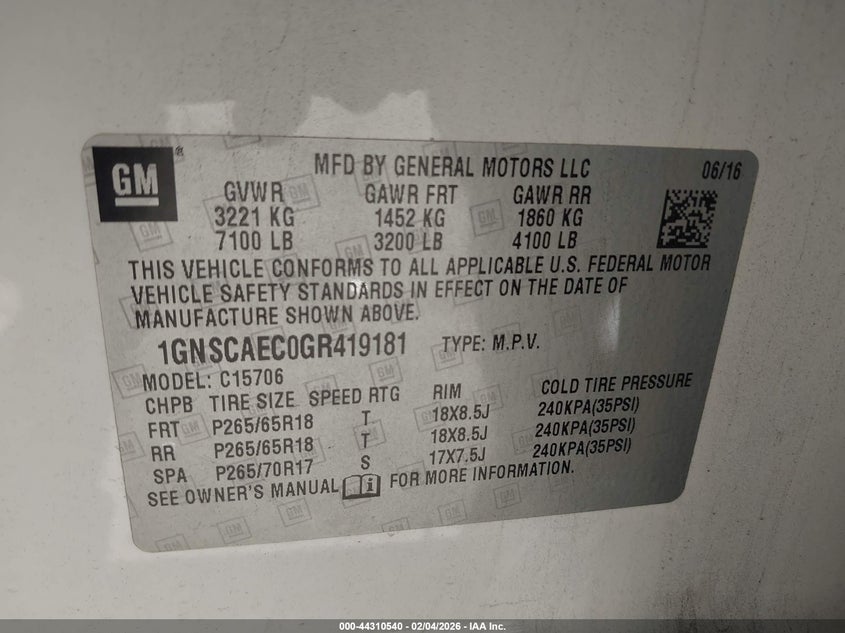 GM ®
MFD BY GENERAL MOTORS LLC 06/16
GVWR GAWR FRT GAWR RR
3221 KG 1452 KG 1860 KG
7100 LB 3200 LB 4100 LB
THIS VEHICLE CONFORMS TO ALL APPLICABLE U.S. FEDERAL MOTOR
VEHICLE SAFETY STANDARDS IN EFFECT ON THE DATE OF
MANUFACTURE SHOWN ABOVE.
1GNSCAEC0GR419181 TYPE: M.P.V.
MODEL: C15706
CHPB TIRE SIZE SPEED RTG RIM COLD TIRE PRESSURE
FRT P265/65R18 T 18X8.5J 240KPA(35PSI)
RR P265/65R18 T 18X8.5J 240KPA(35PSI)
SPA P265/70R17 S 17X7.5J 240KPA(35PSI)
SEE OWNER'S MANUAL i FOR MORE INFORMATION.
000-44310540 - 02/04/2026 - IAA Inc.